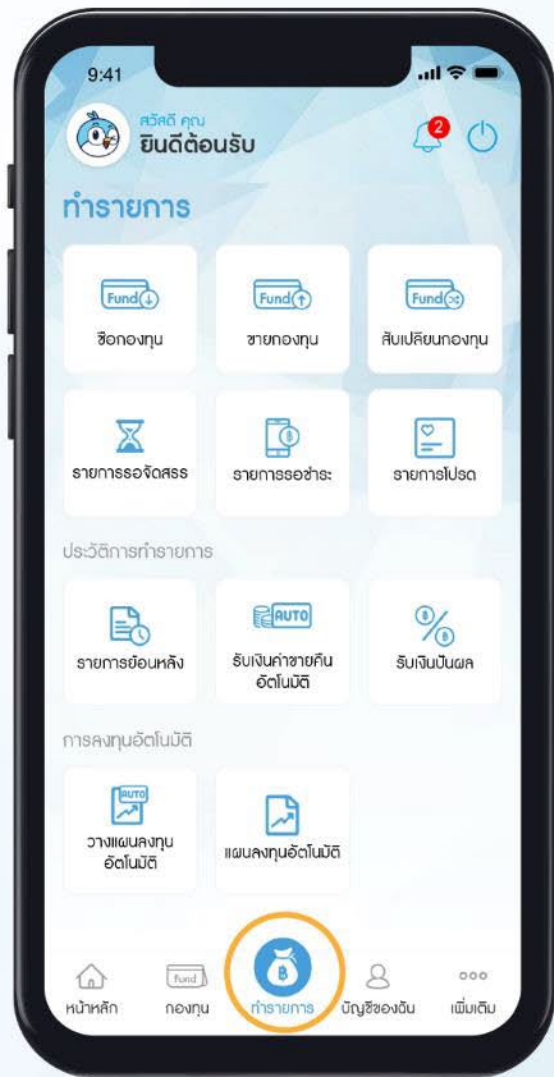 9:41
สวัสดี คุณ
2
ยินดีต้อนรับ
ทำรายการ
Fund
Fund
Fund
ซื้อกองทุน
ขายกองทุน
สับเปลี่ยนกองทุน
รายการรอจัดสรร
รายการรอชำระ
รายการโปรด
ประวัติการทำรายการ
AUTO
รายการย้อนหลัง
รับเงินค่าขายคืน
อัตโนมัติ
รับเงินปันผล
การลงทุนอัตโนมัติ
AUTO
วางแผนลงทุน
อัตโนมัติ
แผนลงทุนอัตโนมัติ
Fund
฿
หน้าหลัก
กองทุน
ทำรายการ
บัญชีของฉัน
เพิ่มเติม